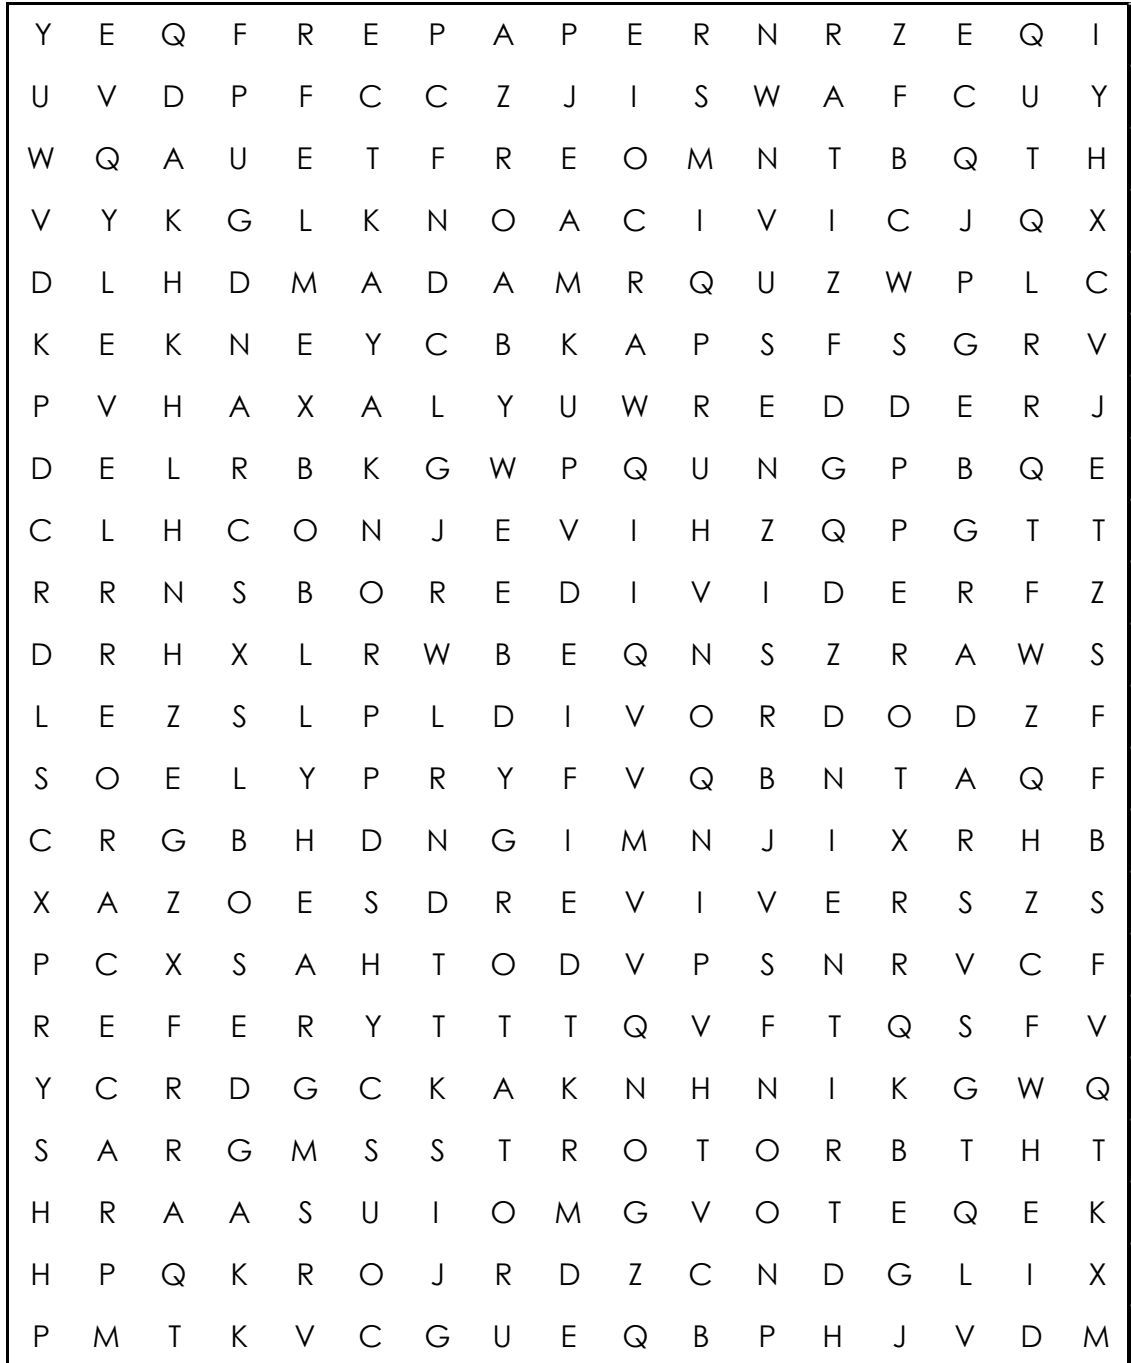 Y E Q F R E P A P E R N R Z E Q I
U V D P F C C Z J I S W A F C U Y
W Q A U E T F R E O M N T B Q T H
V Y K G L K N O A C I V I C J Q X
D L H D M A D A M R Q U Z W P L C
K E K N E Y C B K A P S F S G R V
P V H A X A L Y U W R E D D E R J
D E L R B K G W P Q U N G P B Q E
C L H C O N J E V I H Z Q P G T T
R R N S B O R E D I V I D E R F Z
D R H X L R W B E Q N S Z R A W S
L E Z S L P L D I V O R D O D Z F
S O E L Y P R Y F V Q B N T A Q F
C R G B H D N G I M N J I X R H B
X A Z O E S D R E V I V E R S Z S
P C X S A H T O D V P S N R V C F
R E F E R Y T T T Q V F T Q S F V
Y C R D G C K A K N H N I K G W Q
S A R G M S S T R O T O R B T H T
H R A A S U I O M G V O T E Q E K
H P Q K R O J R D Z C N D G L I X
P M T K V C G U E Q B P H J V D M